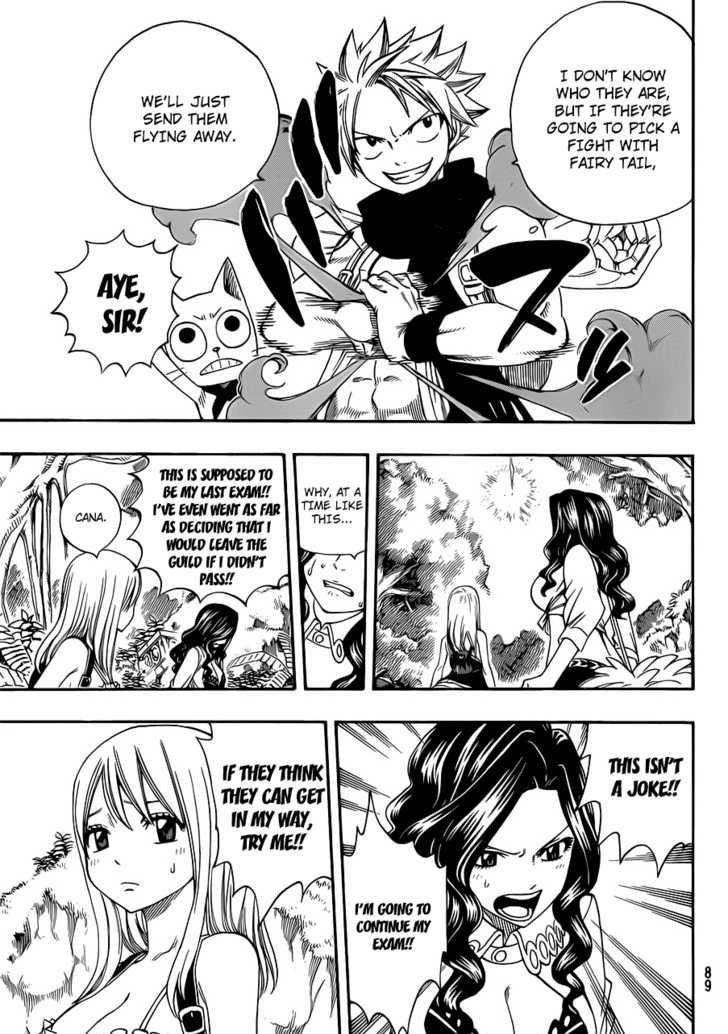 I DON'T KNOW
WHO THEY ARE,
BUT IF THEY'RE
GOING TO PICK A
FIGHT WITH
FAIRY TAIL,
WE'LL JUST
SEND THEM
FLYING AWAY.
AYE,
SIR!
WHY, AT A
TIME LIKE
THIS...
THIS IS SUPPOSED TO
BE MY LAST EXAM!!
I'VE EVEN WENT AS FAR
AS DECIDING THAT I
WOULD LEAVE THE
GUILD IF I DIDN'T
PASS!!
CANA.
THIS ISN'T
A JOKE!!
I'M GOING TO
CONTINUE MY
EXAM!!
IF THEY THINK
THEY CAN GET
IN MY WAY,
TRY ME!!
89